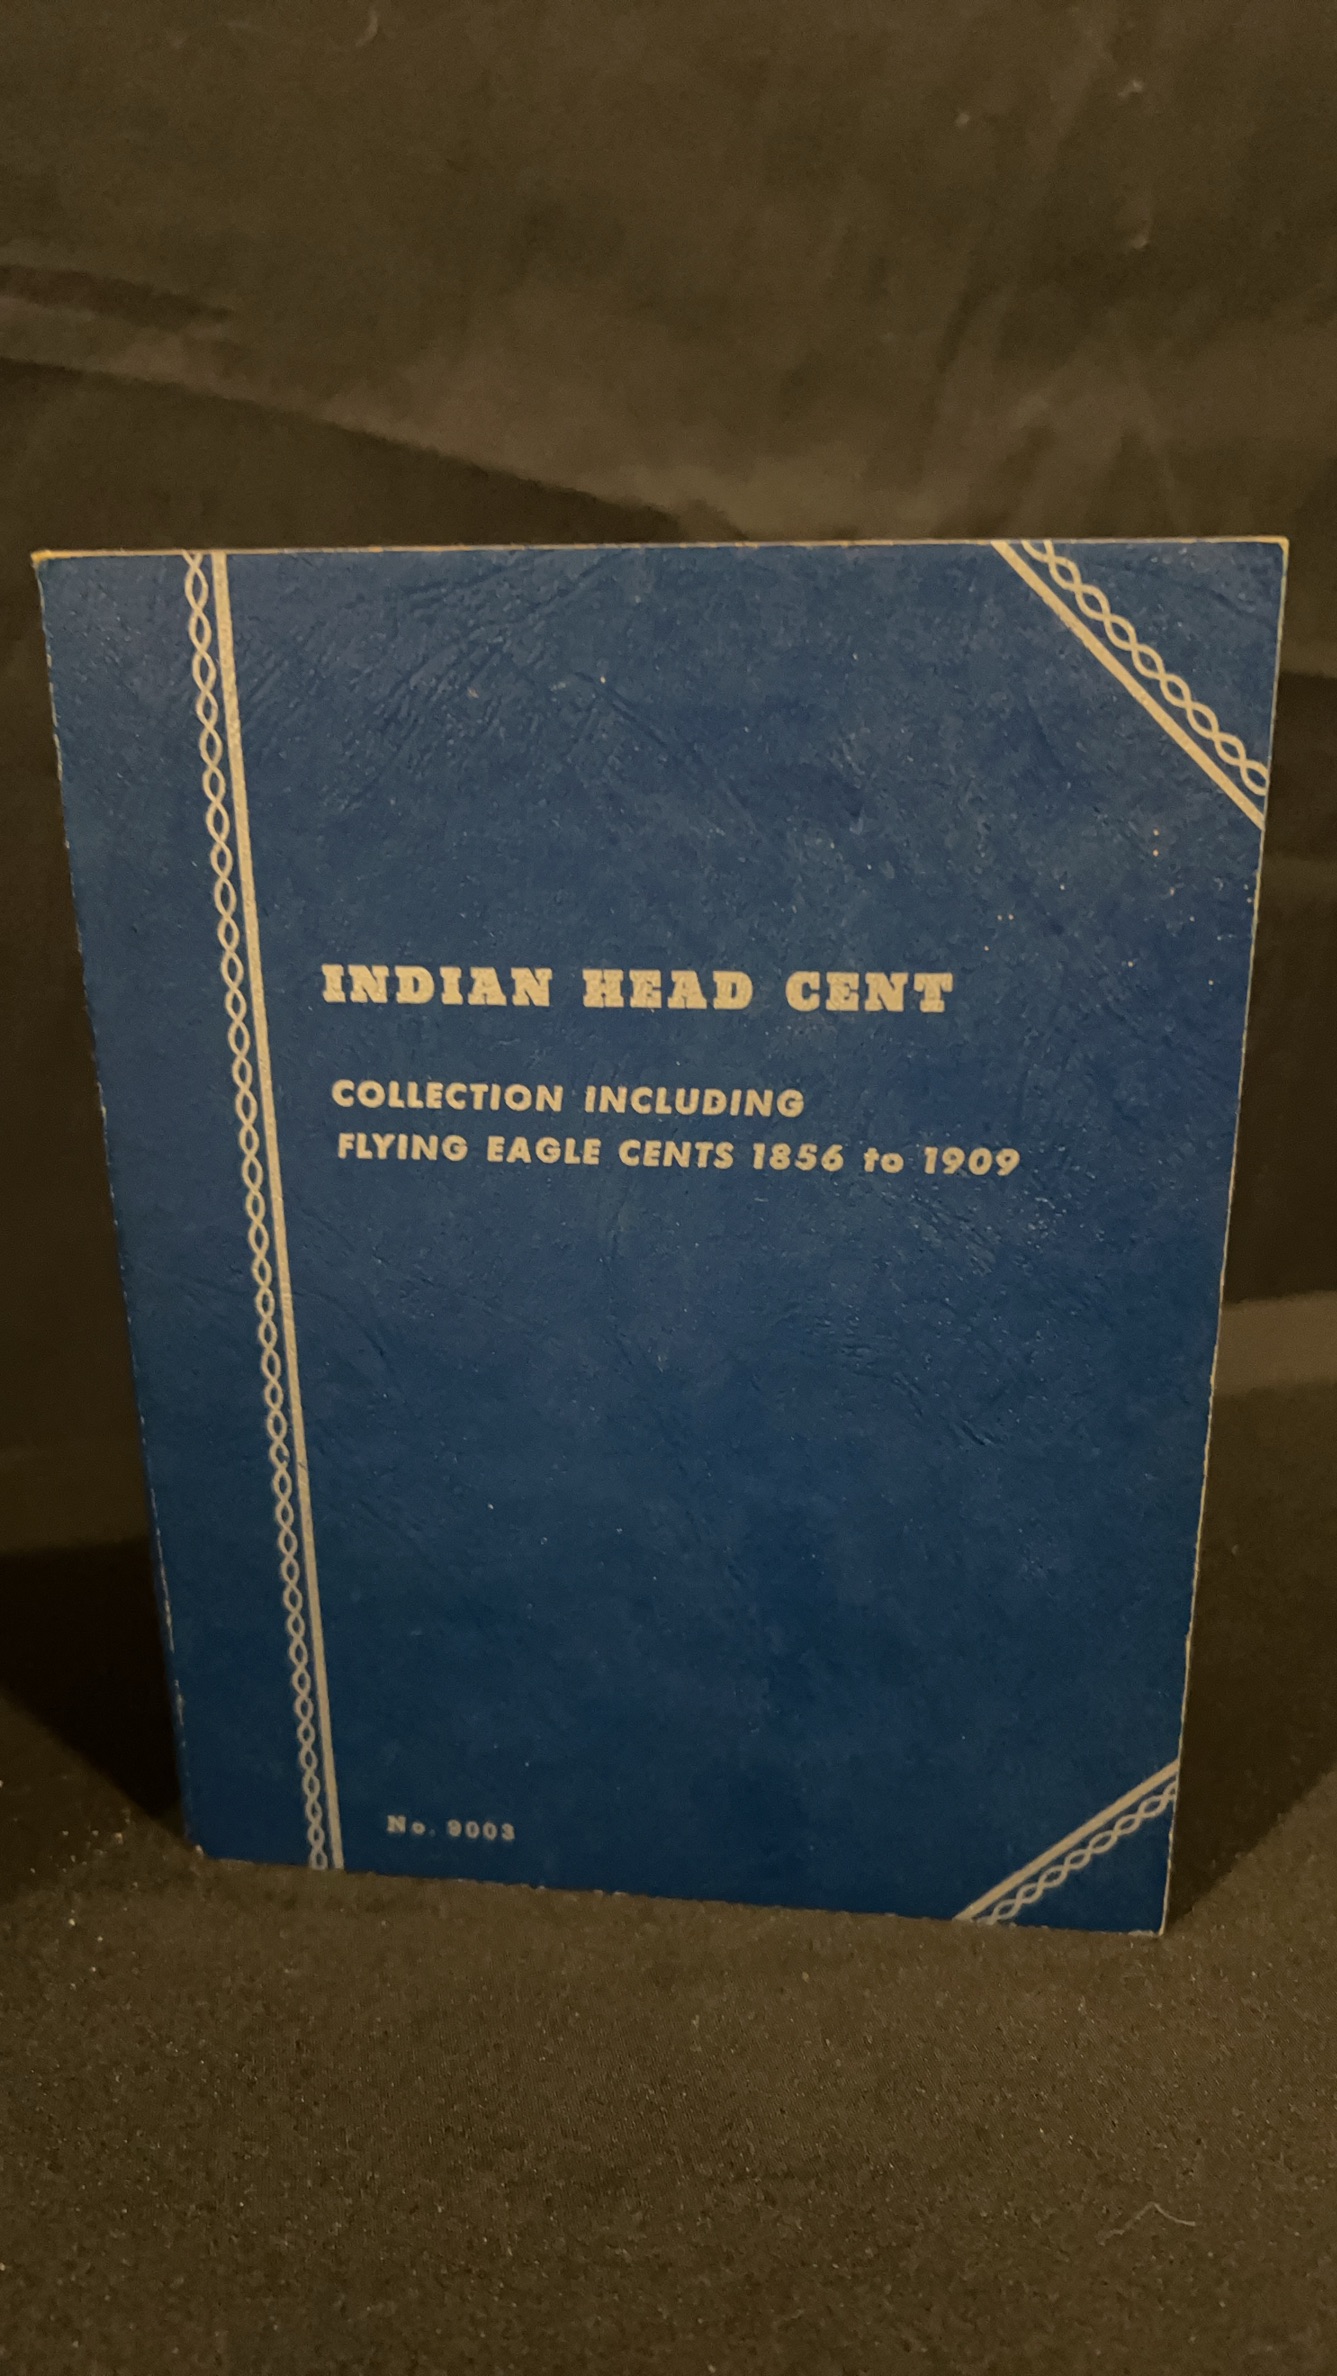 INDIAN HEAD CENT
COLLECTION INCLUDING
FLYING EAGLE CENTS 1856 to 1909
No. 9003